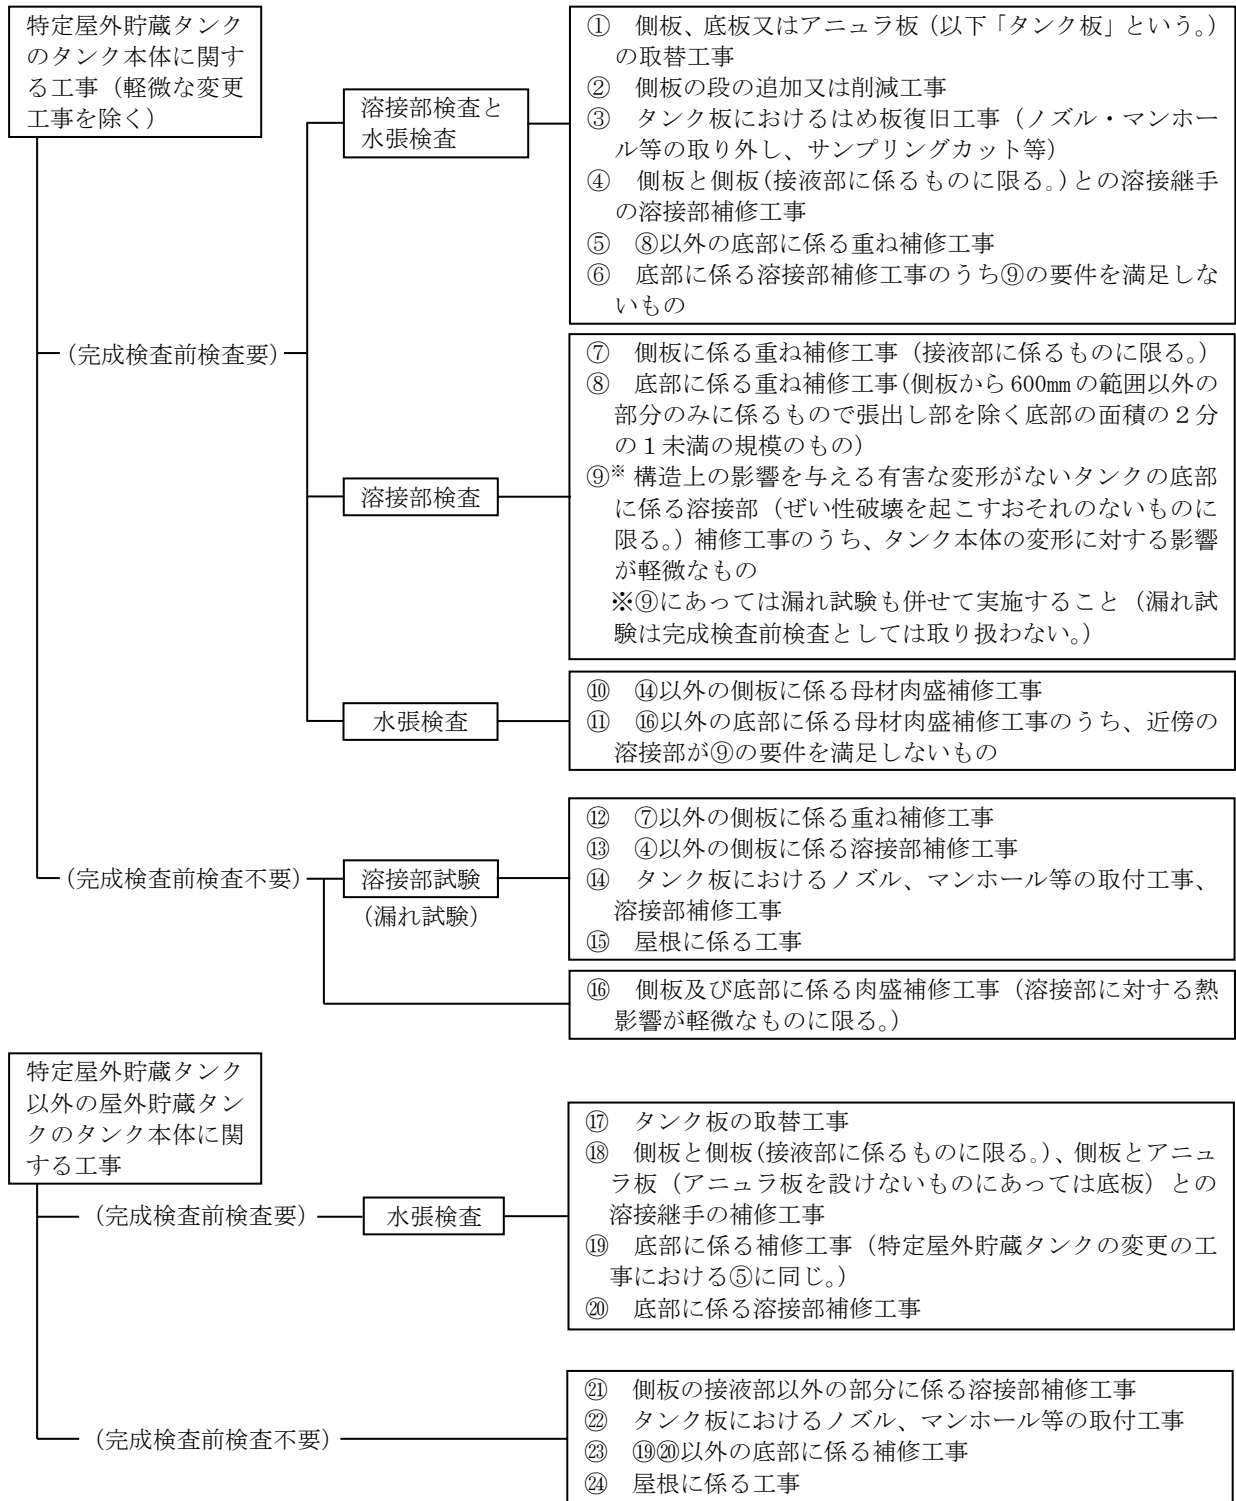 特定屋外貯蔵タンク
のタンク本体に関す
る工事（軽微な変更
工事を除く）
（完成検査前検査要）
溶接部検査と
水張検査
①　側板、底板又はアニュラ板（以下「タンク板」という。）
の取替工事
②　側板の段の追加又は削減工事
③　タンク板におけるはめ板復旧工事（ノズル・マンホー
ル等の取り外し、サンプリングカット等）
④　側板と側板（接液部に係るものに限る。）との溶接継手
の溶接部補修工事
⑤　⑧以外の底部に係る重ね補修工事
⑥　底部に係る溶接部補修工事のうち⑨の要件を満足しな
いもの
溶接部検査
⑦　側板に係る重ね補修工事（接液部に係るものに限る。）
⑧　底部に係る重ね補修工事（側板から600㎜の範囲以外の
部分のみに係るもので張出し部を除く底部の面積の２分
の１未満の規模のもの）
⑨※ 構造上の影響を与える有害な変形がないタンクの底部
に係る溶接部（ぜい性破壊を起こすおそれのないものに
限る。）補修工事のうち、タンク本体の変形に対する影響
が軽微なもの
※⑨にあっては漏れ試験も併せて実施すること（漏れ試
験は完成検査前検査としては取り扱わない。）
水張検査
⑩　⑭以外の側板に係る母材肉盛補修工事
⑪　⑯以外の底部に係る母材肉盛補修工事のうち、近傍の
溶接部が⑨の要件を満足しないもの
（完成検査前検査不要）
溶接部試験
（漏れ試験）
⑫　⑦以外の側板に係る重ね補修工事
⑬　④以外の側板に係る溶接部補修工事
⑭　タンク板におけるノズル、マンホール等の取付工事、
溶接部補修工事
⑮　屋根に係る工事
⑯　側板及び底部に係る肉盛補修工事（溶接部に対する熱
影響が軽微なものに限る。）
特定屋外貯蔵タンク
以外の屋外貯蔵タン
クのタンク本体に関
する工事
（完成検査前検査要）
水張検査
⑰　タンク板の取替工事
⑱　側板と側板（接液部に係るものに限る。）、側板とアニュ
ラ板（アニュラ板を設けないものにあっては底板）との
溶接継手の補修工事
⑲　底部に係る補修工事（特定屋外貯蔵タンクの変更の工
事における⑤に同じ。）
⑳　底部に係る溶接部補修工事
（完成検査前検査不要）
㉑　側板の接液部以外の部分に係る溶接部補修工事
㉒　タンク板におけるノズル、マンホール等の取付工事
㉓　⑲⑳以外の底部に係る補修工事
㉔　屋根に係る工事